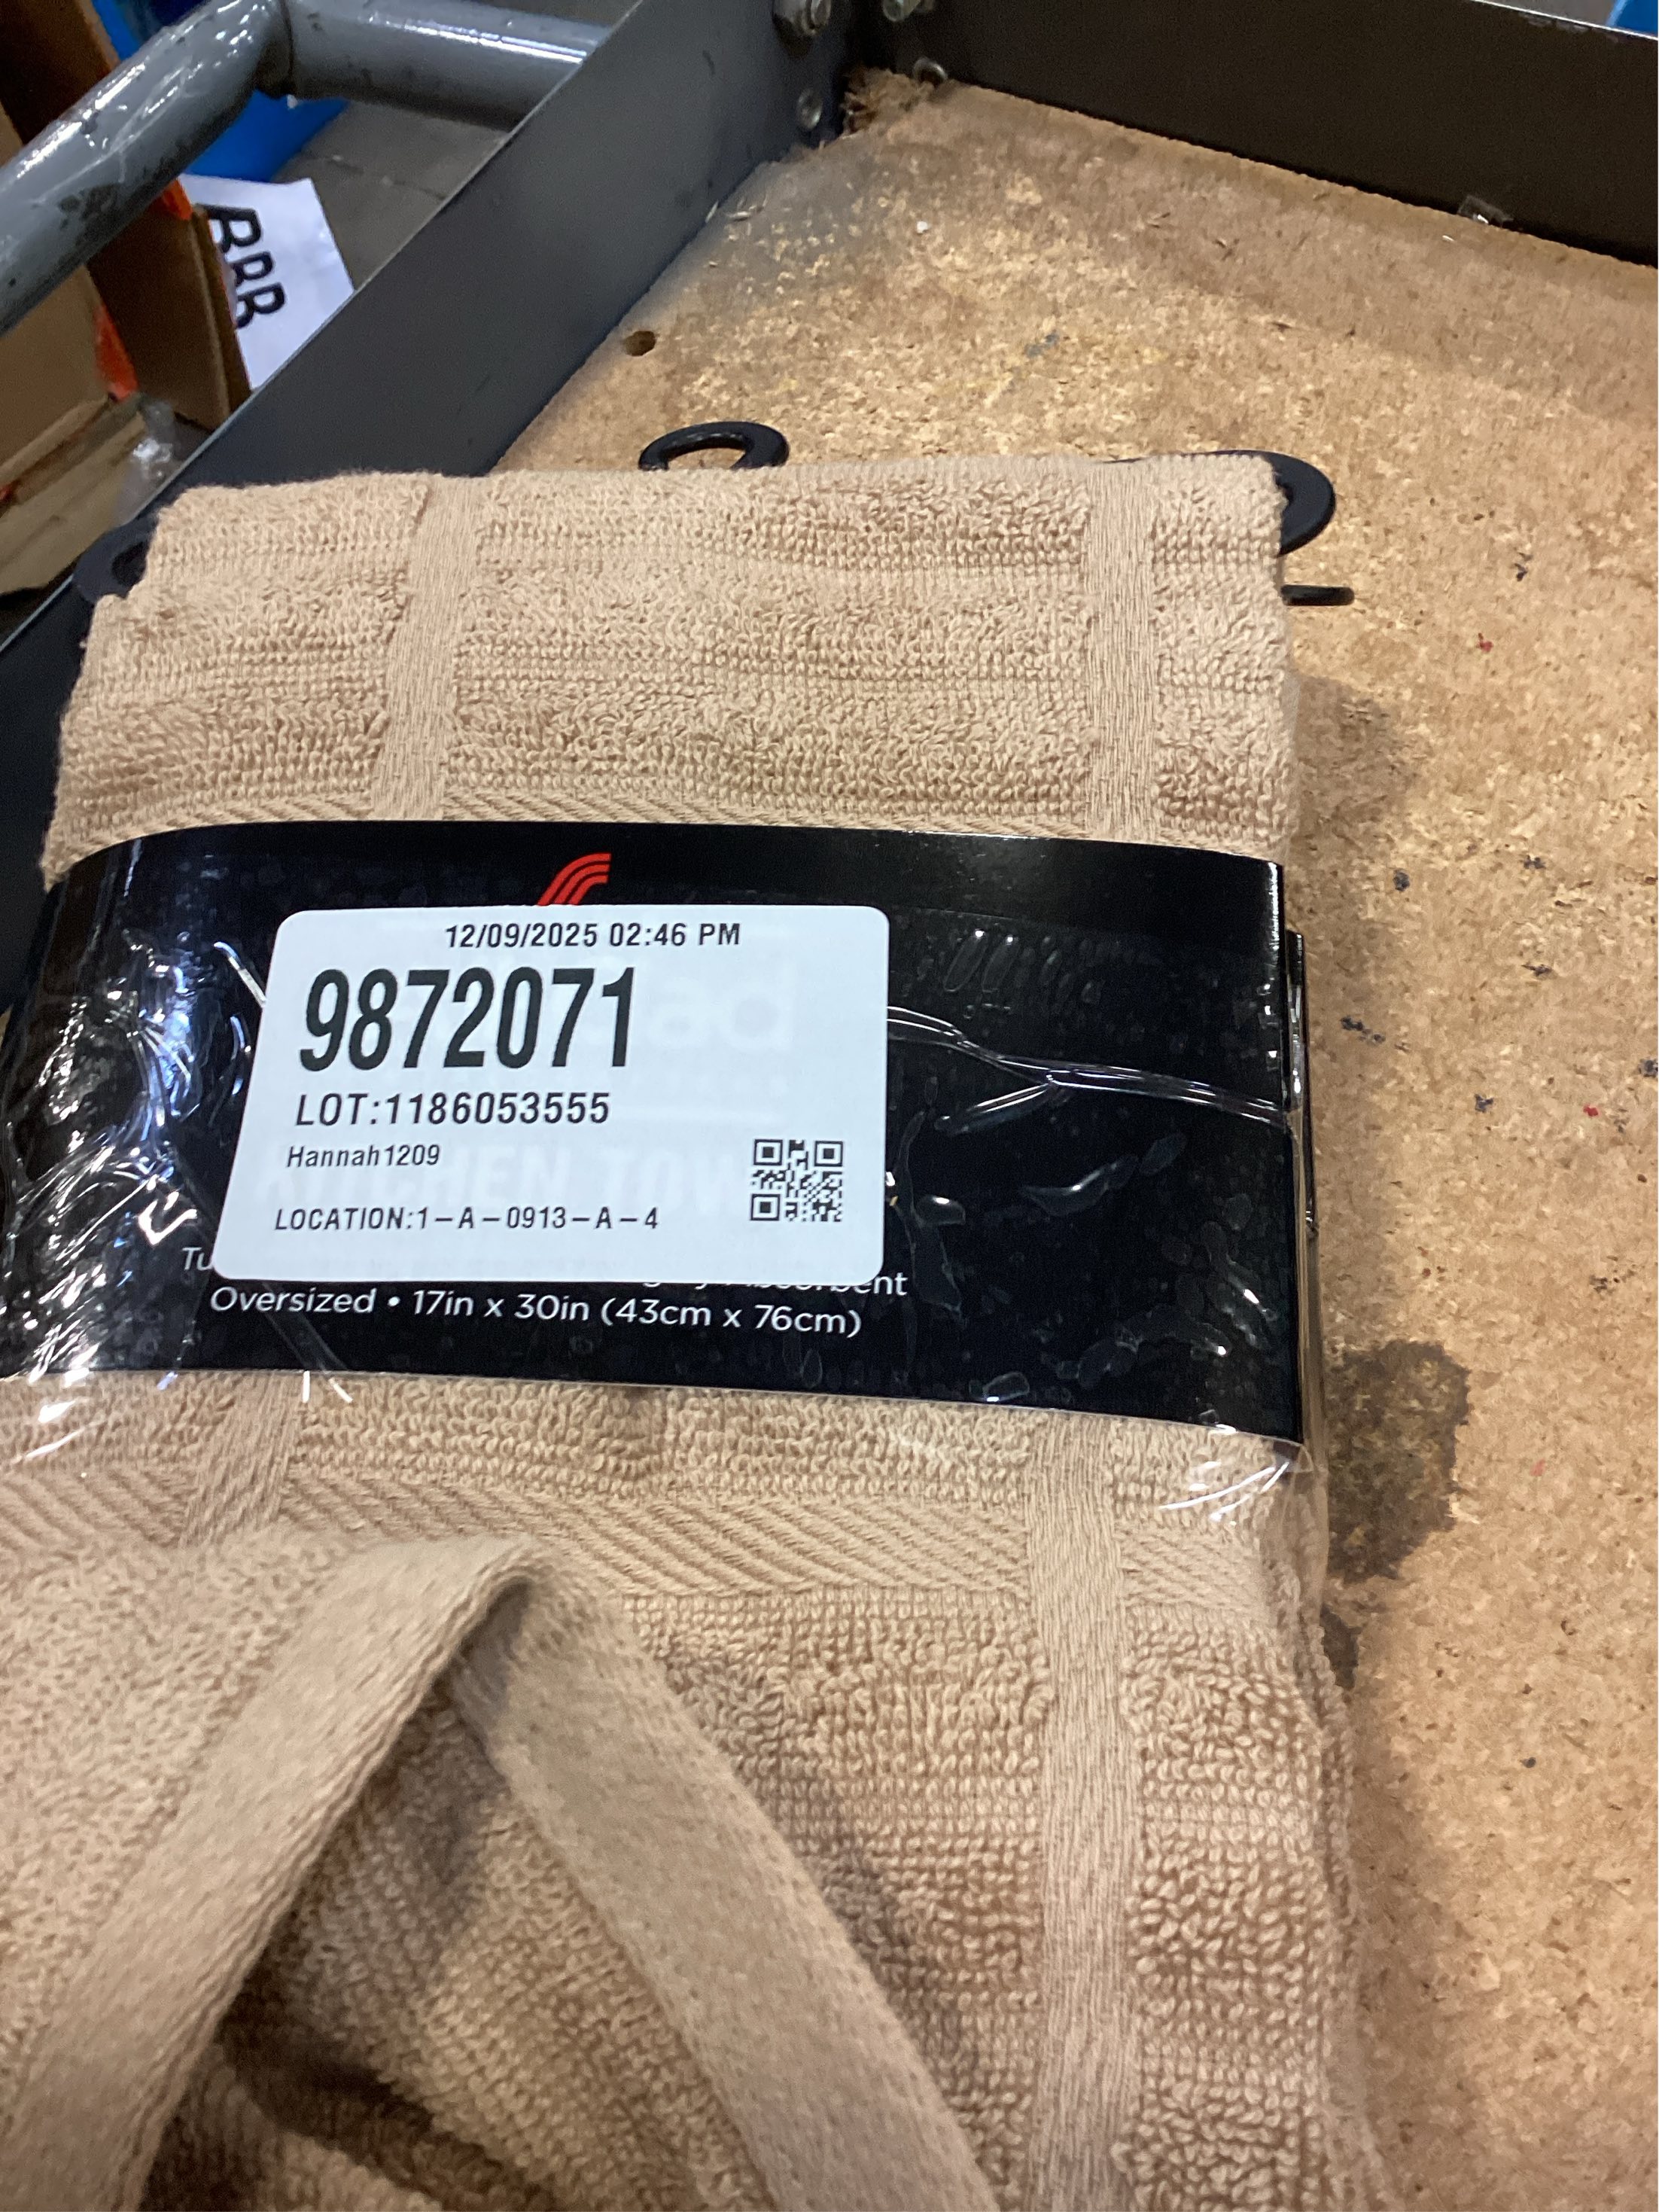 BRB
12/09/2025 02:46 PM
9872071
LOT:1186053555
Hannah1209
LOCATION:1-A-0913-A-4
Oversized • 17in x 30in (43cm x 76cm)